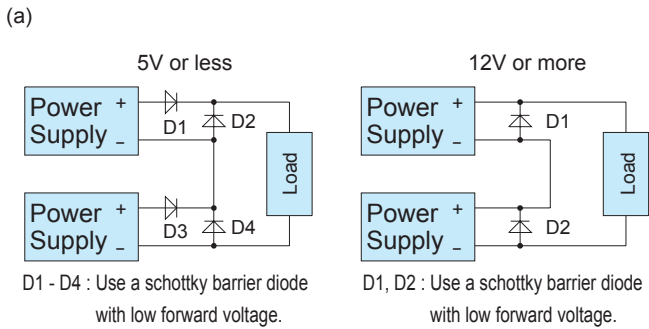 (a)
5V or less
12V or more
Power +
Supply −
D1
D2
Power +
Supply −
D3
D4
Load
Power +
Supply −
D1
Power +
Supply −
D2
Load
D1 - D4 : Use a schottky barrier diode
with low forward voltage.
D1, D2 : Use a schottky barrier diode
with low forward voltage.